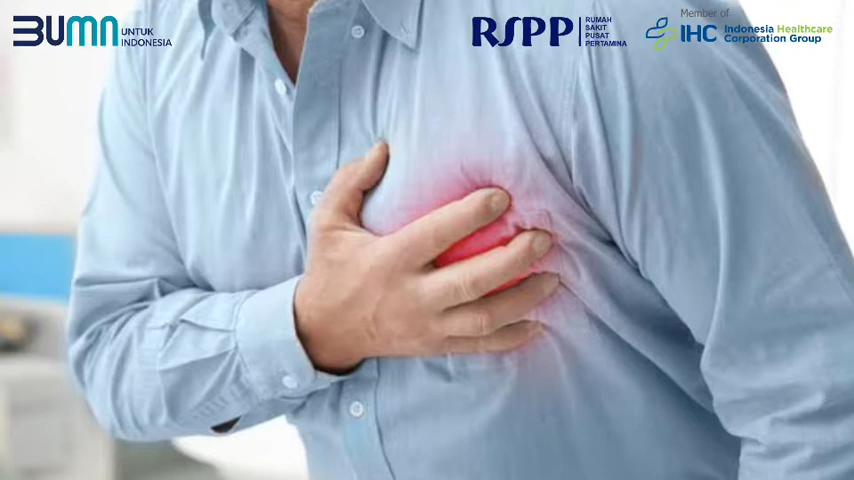 BUMN UNTUK
INDONESIA
RSPP RUMAH
SAKIT
PUSAT
PERTAMINA
Member of
IHC Indonesia Healthcare
Corporation Group